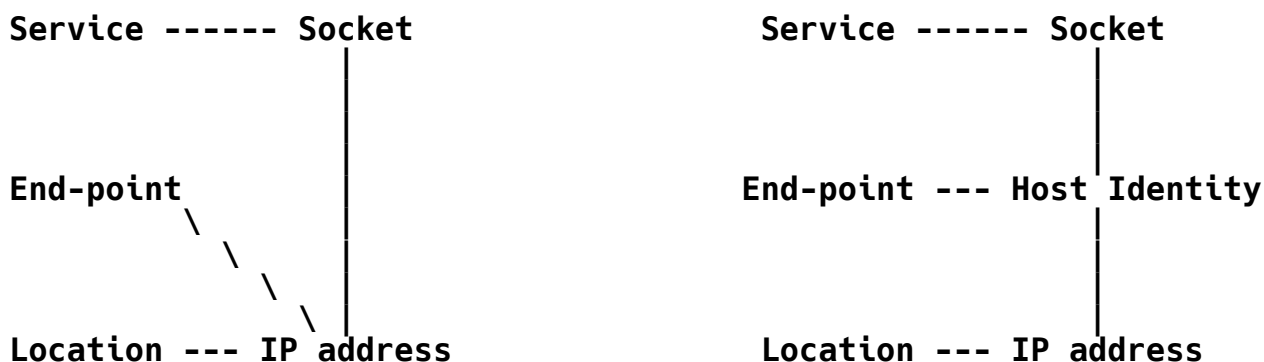 Service ------ Socket                  Service ------ Socket
End-point                             End-point --- Host Identity
Location --- IP address                Location --- IP address